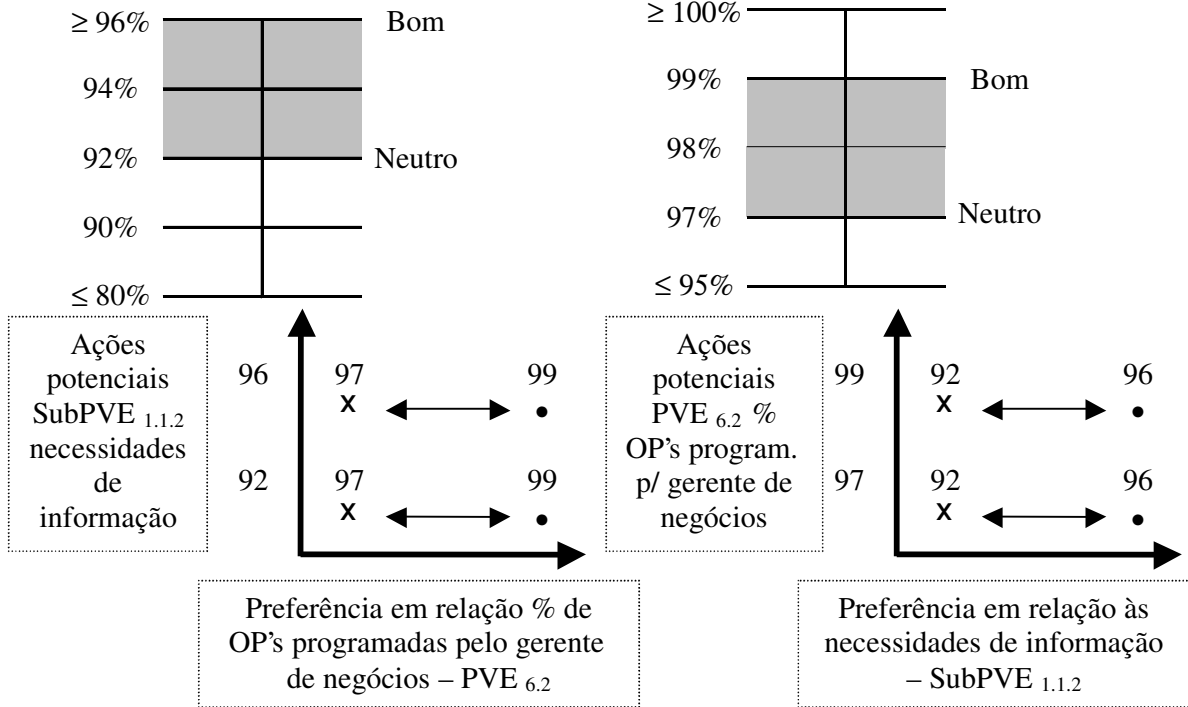 ≥ 96%
Bom
94%
92%
Neutro
90%
≤ 80%
≥ 100%
99%
Bom
98%
97%
Neutro
≤ 95%
Ações
potenciais
SubPVE 1.1.2
necessidades
de
informação
96
97
99
x
92
97
99
x
Preferência em relação % de
OP's programadas pelo gerente
de negócios – PVE 6.2
Ações
potenciais
PVE 6.2 %
OP's program.
p/ gerente de
negócios
99
92
96
x
97
92
96
x
Preferência em relação às
necessidades de informação
– SubPVE 1.1.2